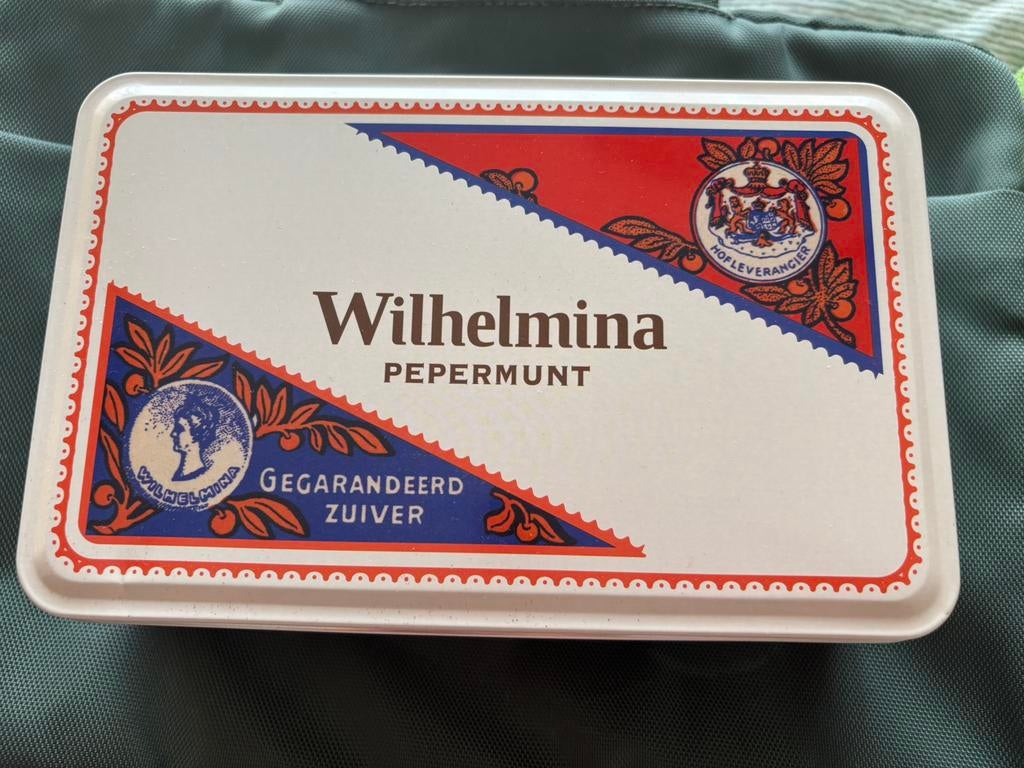 HOFLEVERANCIER
Wilhelmina
PEPERMUNT
WILHELMINA
GEGARANDEERD
ZUIVER